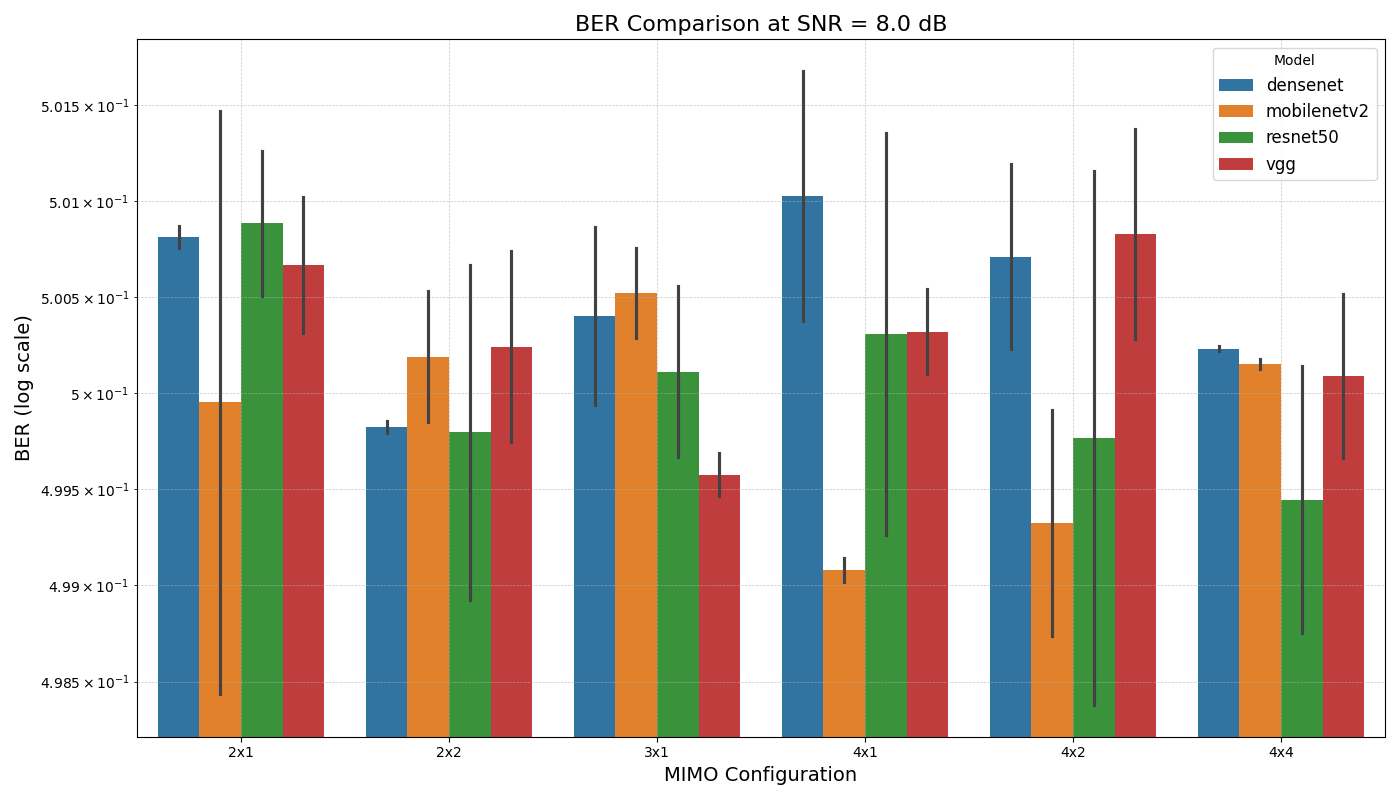 BER Comparison at SNR = 8.0 dB
Model
densenet
mobilenetv2
resnet50
vgg
5.015 × 10⁻¹
5.01 × 10⁻¹
5.005 × 10⁻¹
5 × 10⁻¹
4.995 × 10⁻¹
4.99 × 10⁻¹
4.985 × 10⁻¹
BER (log scale)
2x1 2x2 3x1 4x1 4x2 4x4
MIMO Configuration